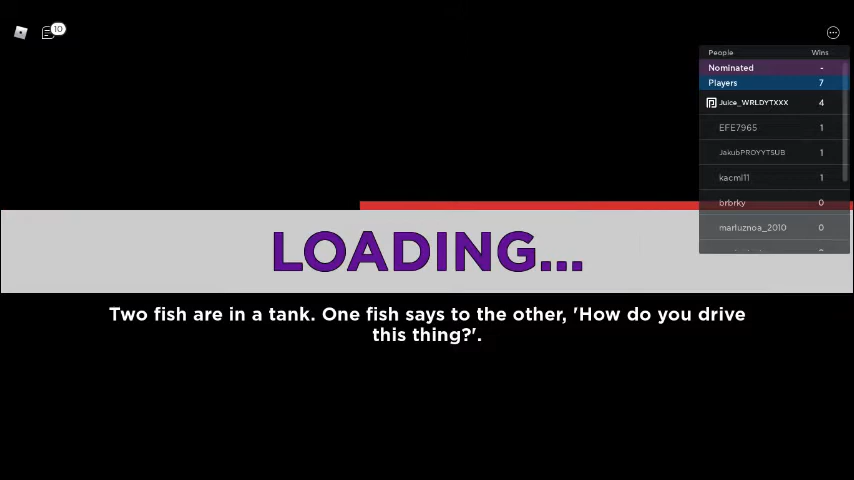 10
People Wins
Nominated -
Players 7
Juice_WRLDYTXXX 4
EFE7965 1
JakubPROYYTSUB 1
kacmi11 1
brbrky 0
marluznoa_2010 0
LOADING...
Two fish are in a tank. One fish says to the other, 'How do you drive
this thing?'.